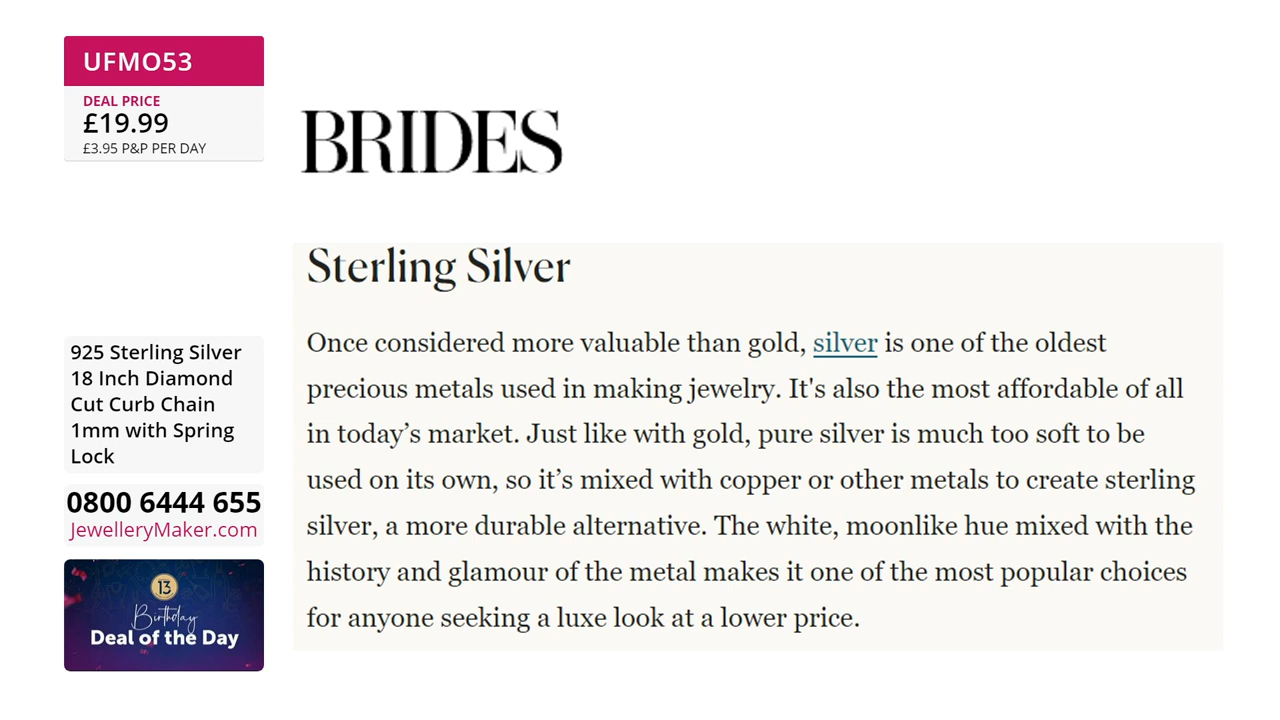 UFMO53
DEAL PRICE
£19.99
£3.95 P&P PER DAY
BRIDES
Sterling Silver
Once considered more valuable than gold, silver is one of the oldest
precious metals used in making jewelry. It's also the most affordable of all
in today’s market. Just like with gold, pure silver is much too soft to be
used on its own, so it’s mixed with copper or other metals to create sterling
silver, a more durable alternative. The white, moonlike hue mixed with the
history and glamour of the metal makes it one of the most popular choices
for anyone seeking a luxe look at a lower price.
925 Sterling Silver
18 Inch Diamond
Cut Curb Chain
1mm with Spring
Lock
0800 6444 655
JewelleryMaker.com
13
Birthday
Deal of the Day